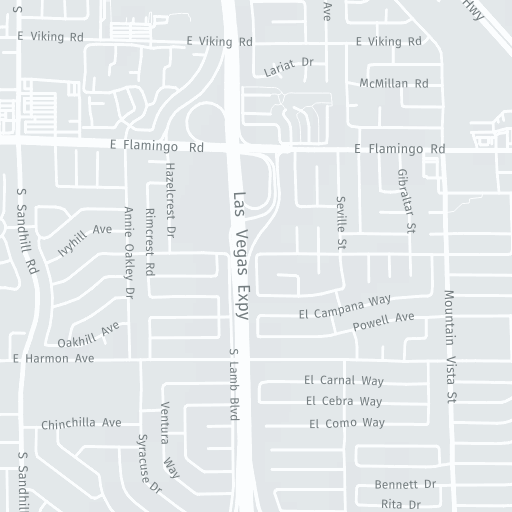 S
Ave
Hwy
E Viking Rd
E Viking Rd
E Viking Rd
Lariat Dr
McMillan Rd
E Flamingo Rd
E Flamingo Rd
Hazelcrest Dr
Gibraltar St
S Sandhill Rd
Ivyhill Ave
Annie Oakley Dr
Rimcrest Rd
Las Vegas Expy
Seville St
El Campana Way
Powell Ave
Mountain Vista St
Oakhill Ave
E Harmon Ave
S Lamb Blvd
El Carnal Way
El Cebra Way
El Como Way
Chinchilla Ave
Ventura Way
Syracuse Dr
S Sandhill
Bennett Dr
Rita Dr